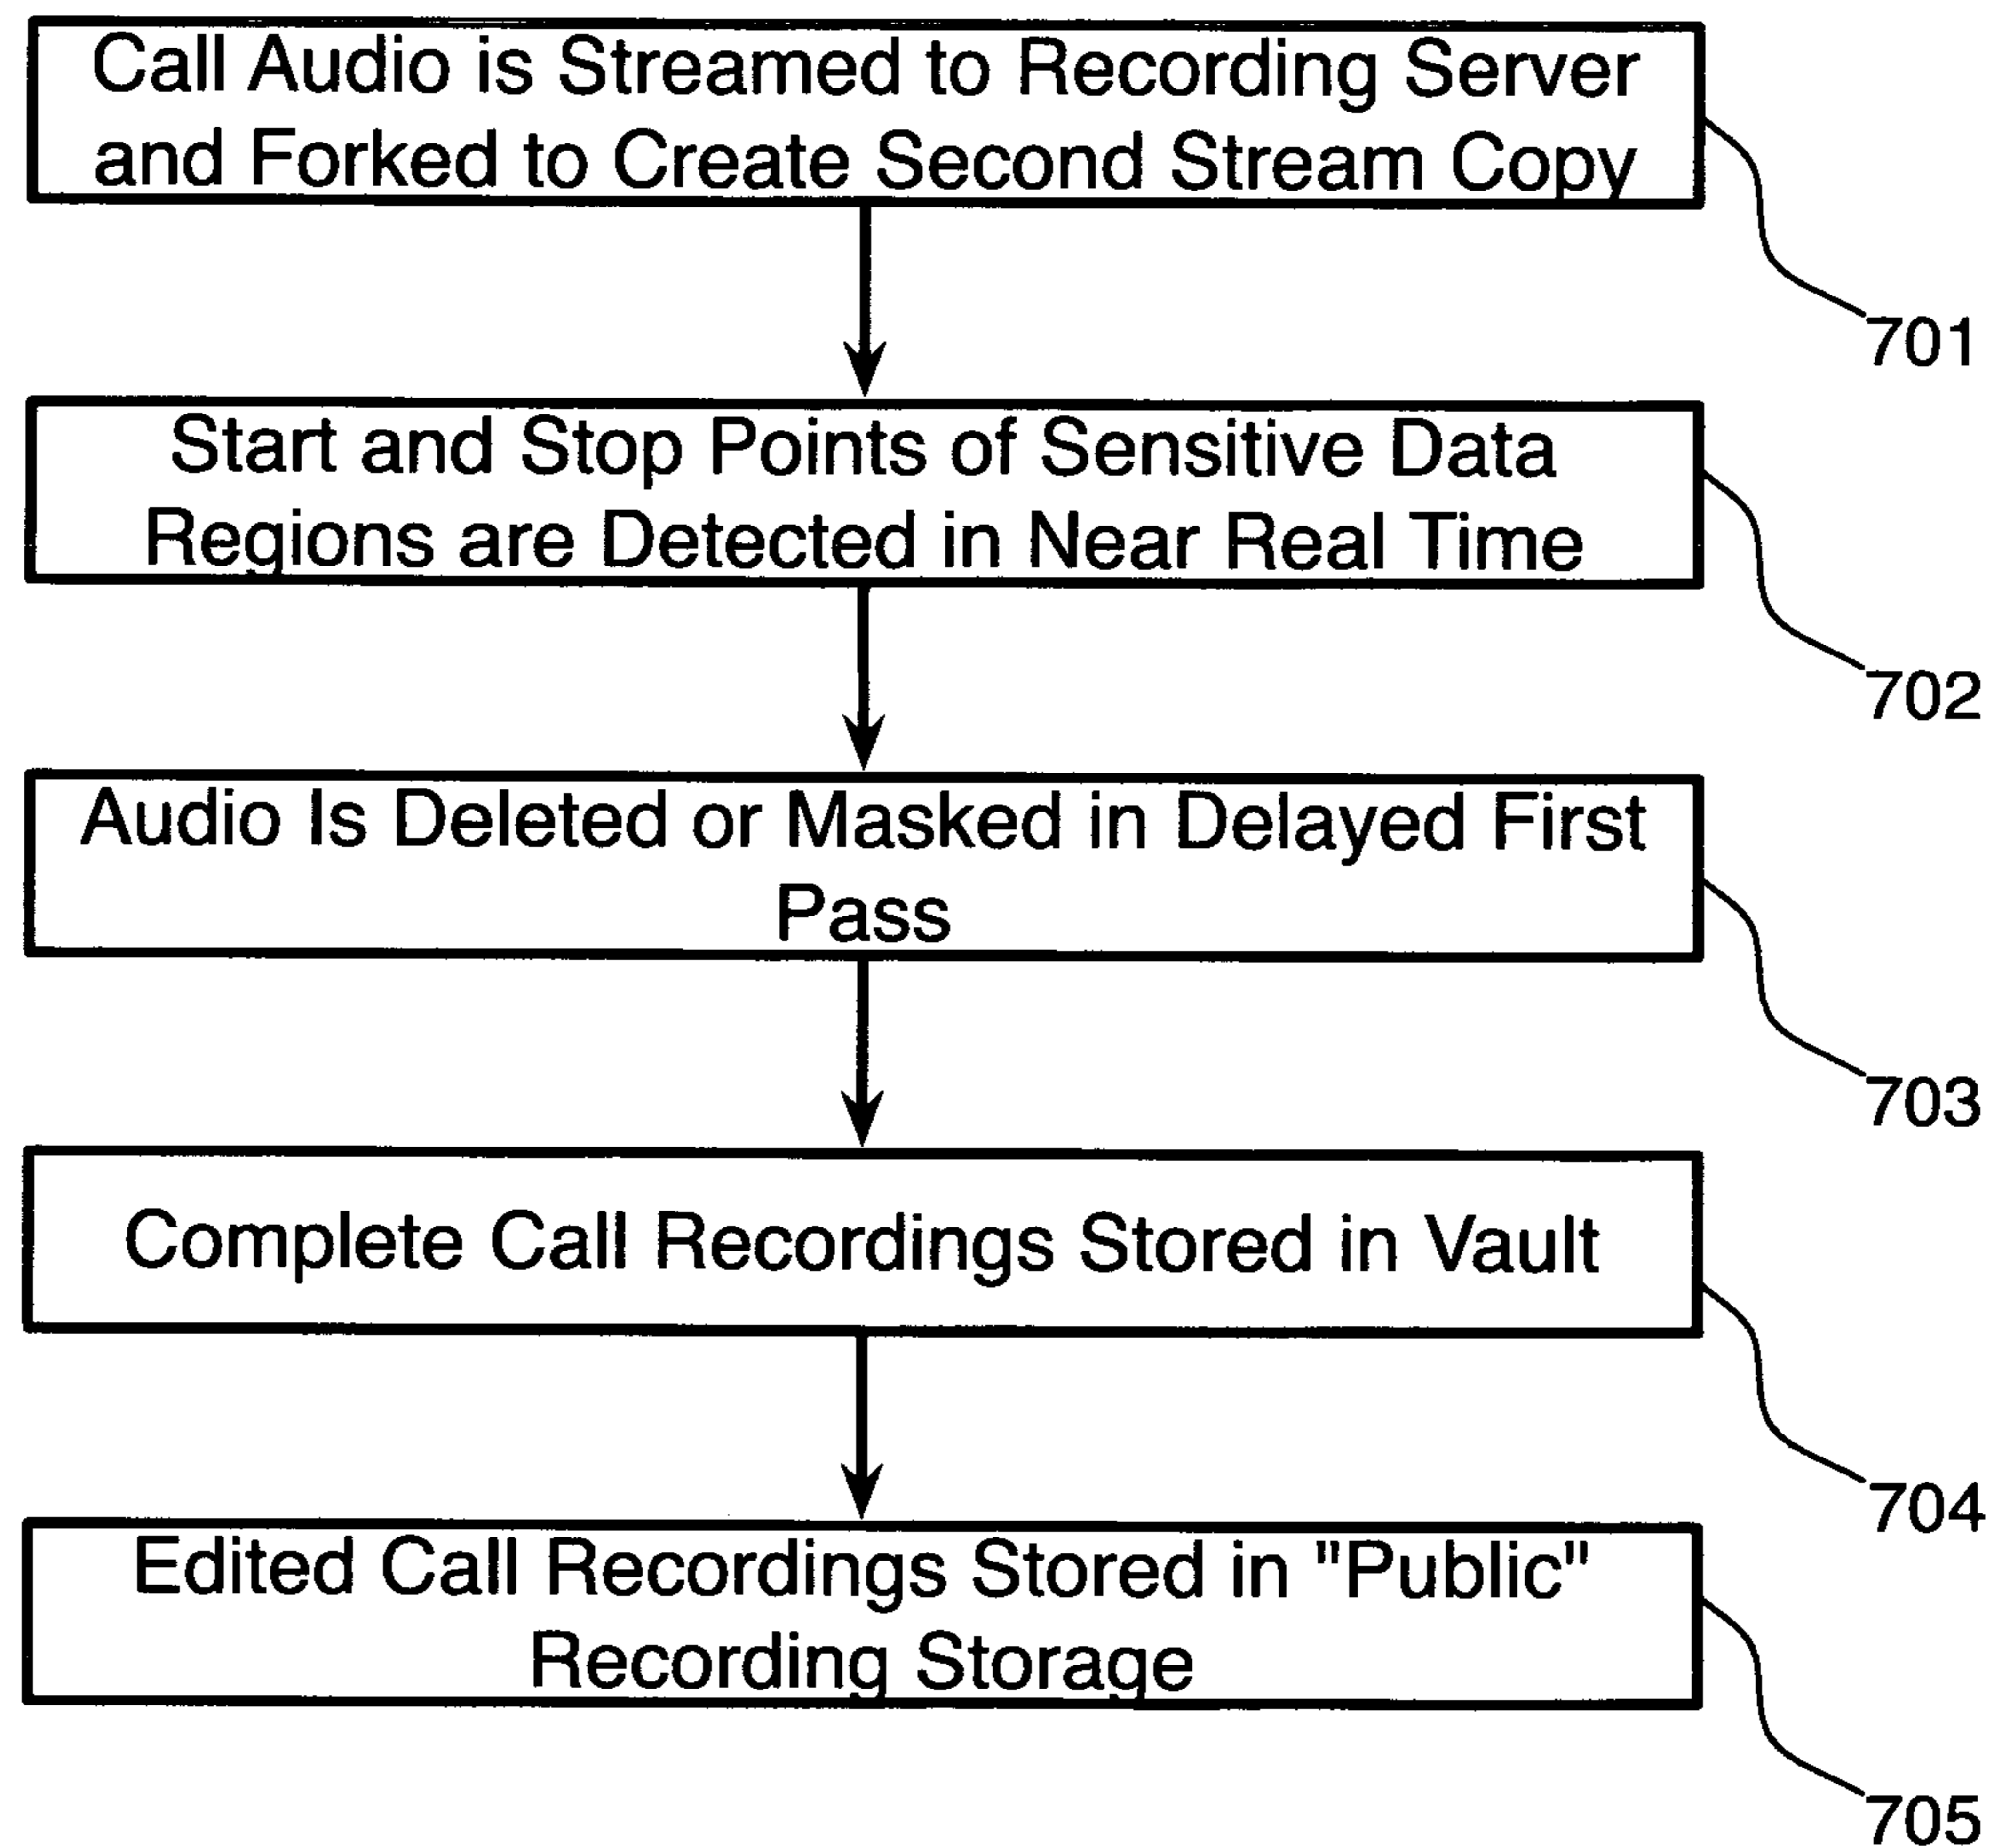 Call Audio is Streamed to Recording Server
and Forked to Create Second Stream Copy
701
Start and Stop Points of Sensitive Data
Regions are Detected in Near Real Time
702
Audio Is Deleted or Masked in Delayed First
Pass
703
Complete Call Recordings Stored in Vault
704
Edited Call Recordings Stored in "Public"
Recording Storage
705